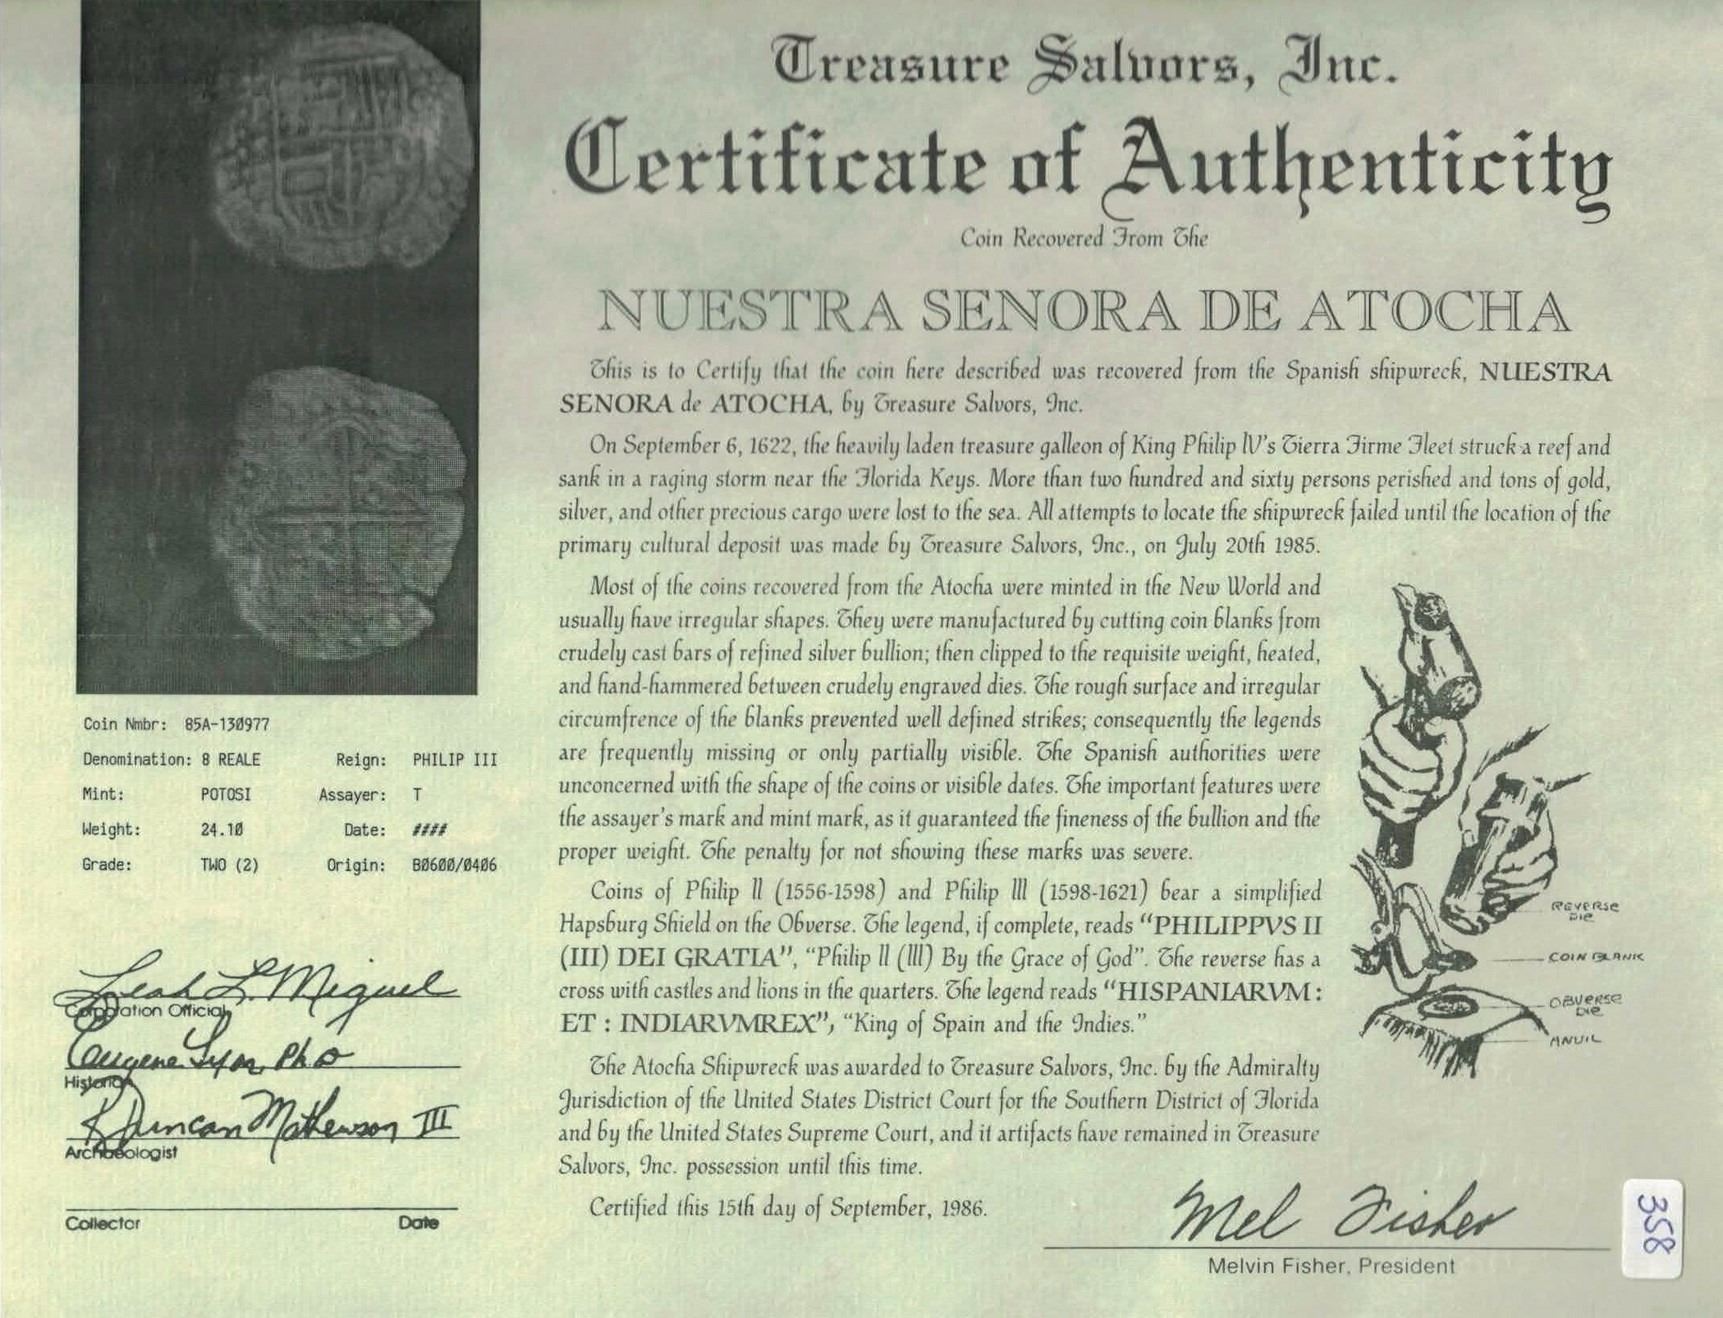 Treasure Salvors, Inc.
Certificate of Authenticity
Coin Recovered From The
NUESTRA SENORA DE ATOCHA
This is to Certify that the coin here described was recovered from the Spanish shipwreck, NUESTRA
SENORA de ATOCHA, by Treasure Salvors, Inc.
On September 6, 1622, the heavily laden treasure galleon of King Philip IV's Tierra Firme Fleet struck a reef and
sank in a raging storm near the Florida Keys. More than two hundred and sixty persons perished and tons of gold,
silver, and other precious cargo were lost to the sea. All attempts to locate the shipwreck failed until the location of the
primary cultural deposit was made by Treasure Salvors, Inc., on July 20th 1985.
Most of the coins recovered from the Atocha were minted in the New World and
usually have irregular shapes. They were manufactured by cutting coin blanks from
crudely cast bars of refined silver bullion; then clipped to the requisite weight, heated,
and hand-hammered between crudely engraved dies. The rough surface and irregular
circumfrence of the blanks prevented well defined strikes; consequently the legends
are frequently missing or only partially visible. The Spanish authorities were
unconcerned with the shape of the coins or visible dates. The important features were
the assayer's mark and mint mark, as it guaranteed the fineness of the bullion and the
proper weight. The penalty for not showing these marks was severe.
Coins of Philip II (1556-1598) and Philip III (1598-1621) bear a simplified
Hapsburg Shield on the Obverse. The legend, if complete, reads "PHILIPPVS II
(III) DEI GRATIA", "Philip II (III) By the Grace of God". The reverse has a
cross with castles and lions in the quarters. The legend reads "HISPANIARVM :
ET : INDIARVMREX", "King of Spain and the Indies."
The Atocha Shipwreck was awarded to Treasure Salvors, Inc. by the Admiralty
Jurisdiction of the United States District Court for the Southern District of Florida
and by the United States Supreme Court, and it artifacts have remained in Treasure
Salvors, Inc. possession until this time.
Certified this 15th day of September, 1986.
Mel Fisher
Melvin Fisher, President
REVERSE
DIE
COIN BLANK
OBVERSE
DIE
ANVIL
358
Coin Nmbr: 85A-130977
Denomination: 8 REALE Reign: PHILIP III
Mint: POTOSI Assayer: T
Weight: 24.10 Date: ####
Grade: TWO (2) Origin: B0600/0406
Leah L. Miguel
Corporation Official
Eugene Lyon, Ph D
Historian
R Duncan Mathewson III
Archaeologist
Collector Date